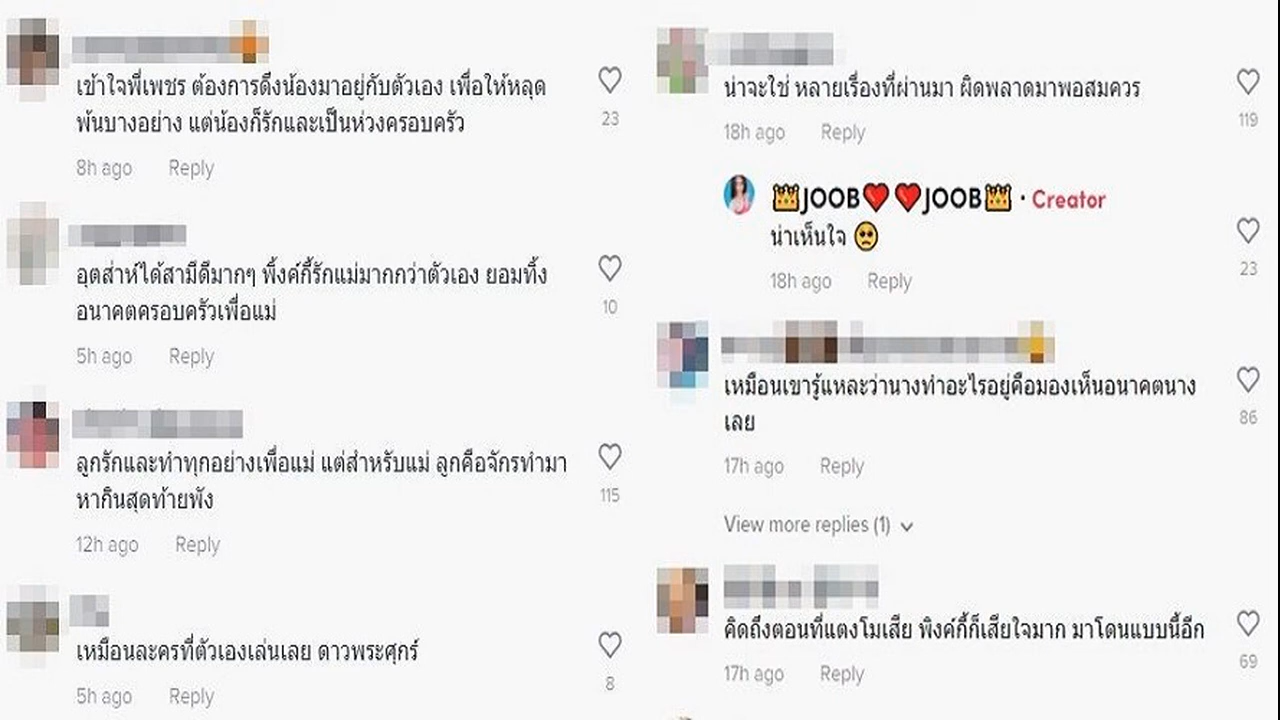 เข้าใจพี่เพชร ต้องการดึงน้องมาอยู่กับตัวเอง เพื่อให้หลุด
พ้นบางอย่าง แต่น้องก็รักและเป็นห่วงครอบครัว
23
8h ago Reply
อุตส่าห์ได้สามีดีมากๆ พิ้งค์กี้รักแม่มากกว่าตัวเอง ยอมทิ้ง
อนาคตครอบครัวเพื่อแม่
10
5h ago Reply
ลูกรักและทำทุกอย่างเพื่อแม่ แต่สำหรับแม่ ลูกคือจักรทำมา
หากินสุดท้ายพัง
115
12h ago Reply
เหมือนละครที่ตัวเองเล่นเลย ดาวพระศุกร์
8
5h ago Reply
น่าจะใช่ หลายเรื่องที่ผ่านมา ผิดพลาดมาพอสมควร
119
18h ago Reply
👑JOOB❤️❤️JOOB👑 · Creator
น่าเห็นใจ 🥺
23
18h ago Reply
เหมือนเขารู้แหละว่านางทำอะไรอยู่คือมองเห็นอนาคตนาง
เลย
86
17h ago Reply
View more replies (1)
คิดถึงตอนที่แตงโมเสีย พิงค์กี้ก็เสียใจมาก มาโดนแบบนี้อีก
69
17h ago Reply